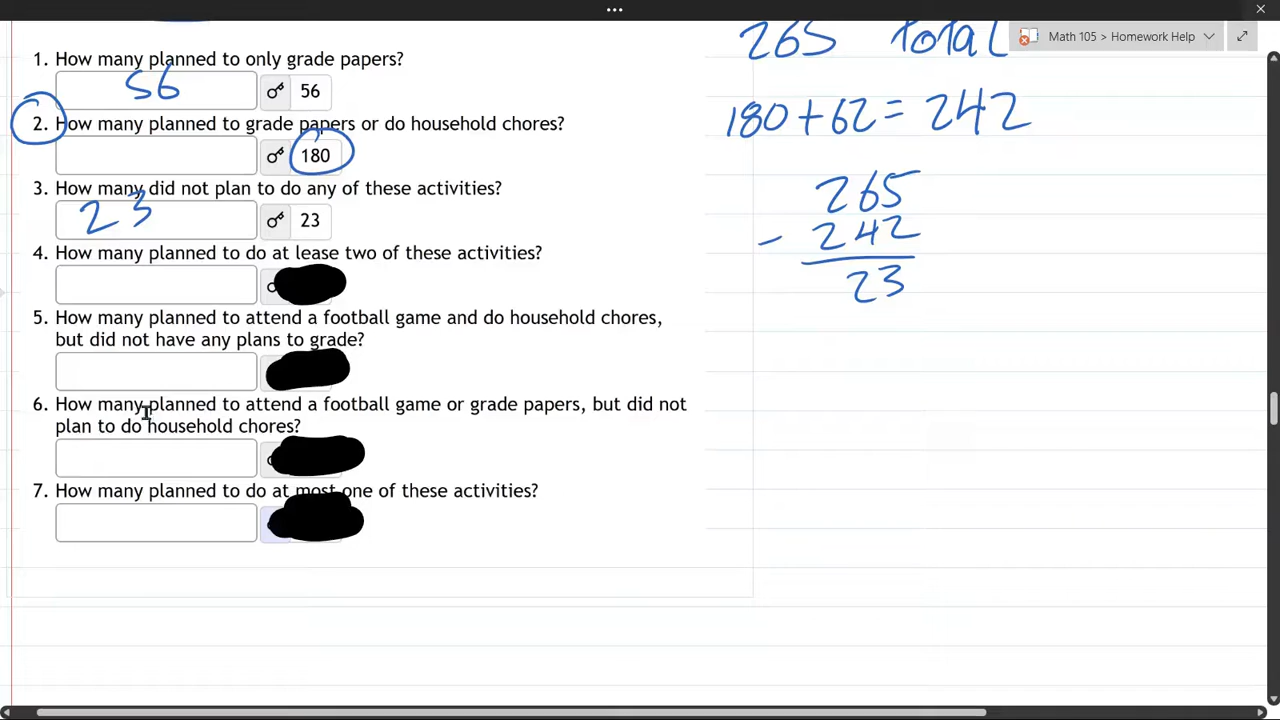 265 Total
Math 105 > Homework Help
1. How many planned to only grade papers?
56
56
180+62=242
2. How many planned to grade papers or do household chores?
180
265
3. How many did not plan to do any of these activities?
23
23
- 242
4. How many planned to do at lease two of these activities?
23
5. How many planned to attend a football game and do household chores,
but did not have any plans to grade?
6. How many planned to attend a football game or grade papers, but did not
plan to do household chores?
7. How many planned to do at most one of these activities?